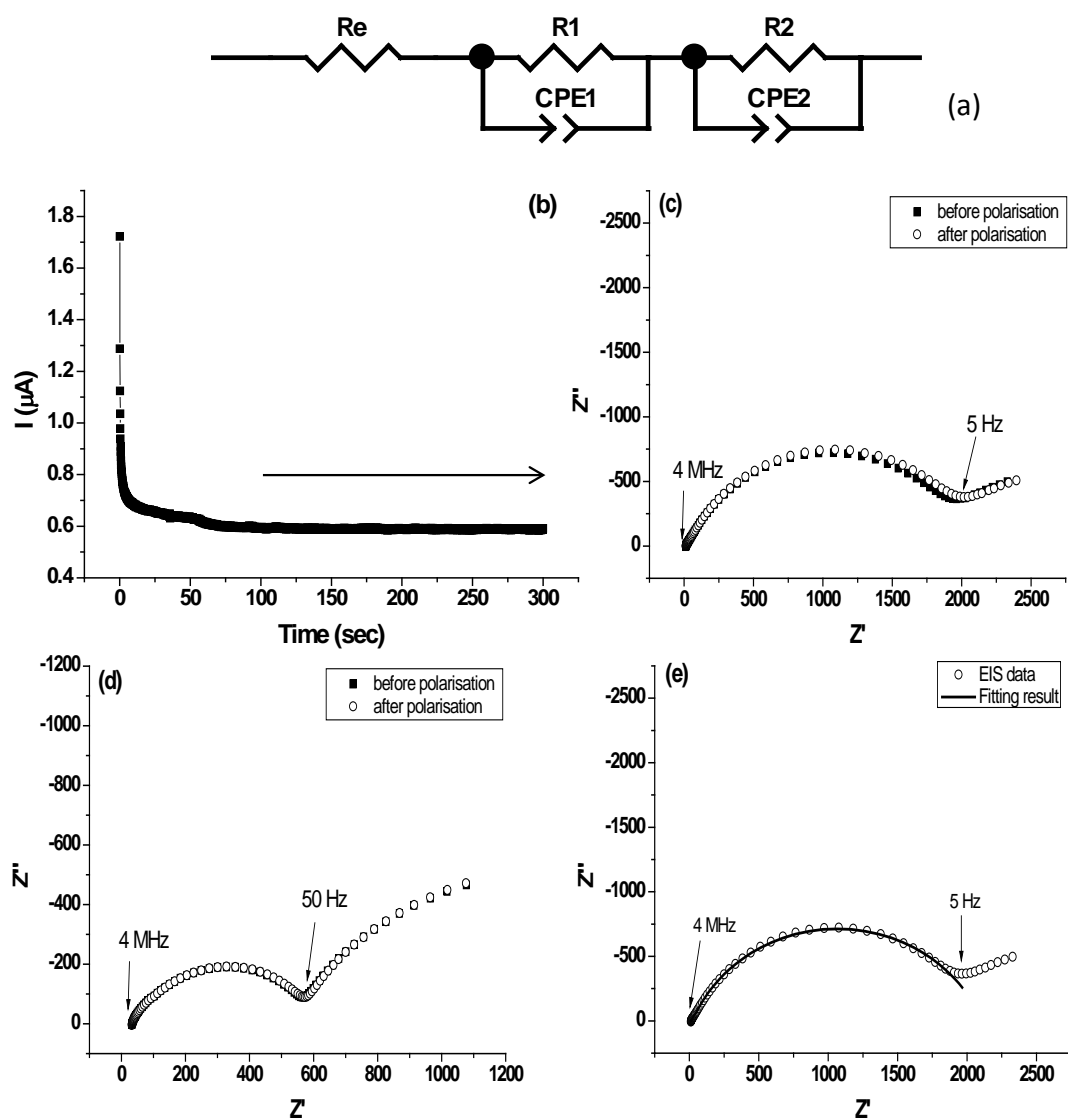 Re R1 R2
CPE1 CPE2
(a)
(b)
I (μA)
1.8
1.6
1.4
1.2
1.0
0.8
0.6
0.4
0 50 100 150 200 250 300
Time (sec)
(c)
before polarisation
after polarisation
Z''
-2500
-2000
-1500
-1000
-500
0
4 MHz
5 Hz
0 500 1000 1500 2000 2500
Z'
(d)
before polarisation
after polarisation
Z''
-1200
-1000
-800
-600
-400
-200
0
4 MHz
50 Hz
0 200 400 600 800 1000 1200
Z'
(e)
EIS data
Fitting result
Z''
-2500
-2000
-1500
-1000
-500
0
4 MHz
5 Hz
0 500 1000 1500 2000 2500
Z'